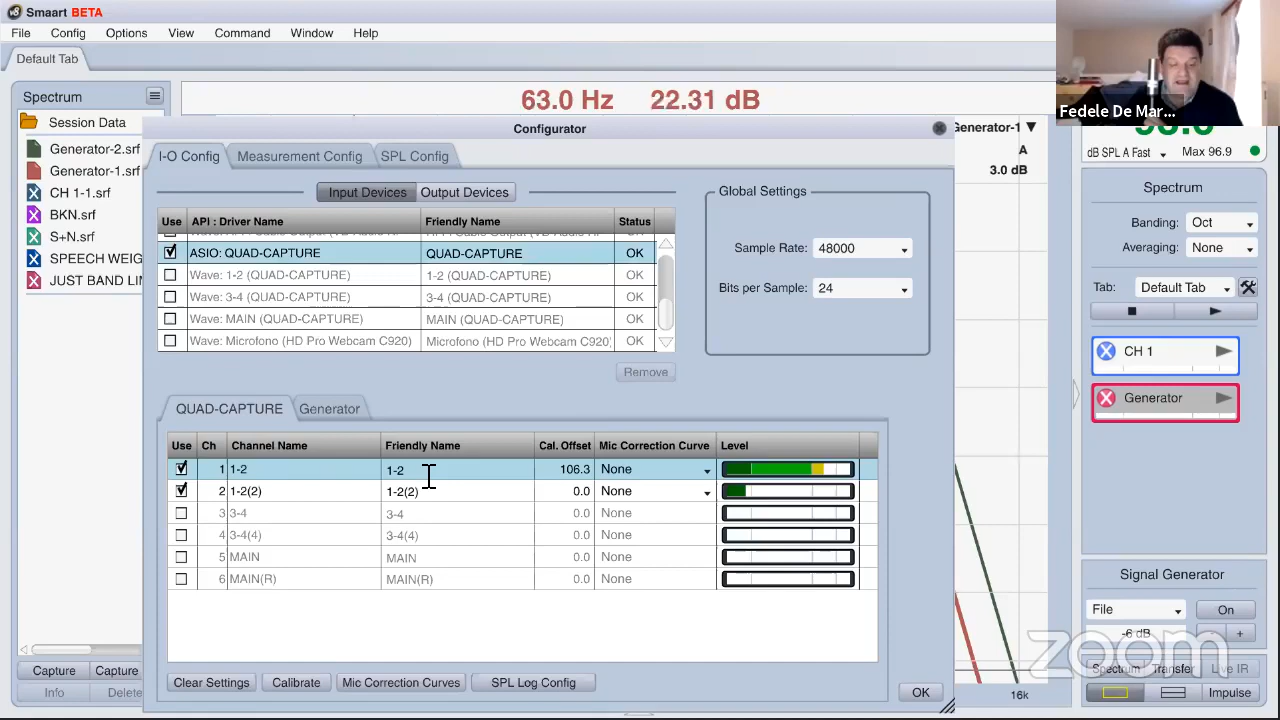 Smaart BETA
File Config Options View Command Window Help
Default Tab
Spectrum
Session Data
Generator-2.srf
Generator-1.srf
CH 1-1.srf
BKN.srf
S+N.srf
SPEECH WEIG
JUST BAND LIN
Capture Capture
Info Delete
63.0 Hz 22.31 dB
Configurator
I-O Config Measurement Config SPL Config
Input Devices Output Devices
Use API : Driver Name Friendly Name Status
ASIO: QUAD-CAPTURE QUAD-CAPTURE OK
Wave: 1-2 (QUAD-CAPTURE) 1-2 (QUAD-CAPTURE) OK
Wave: 3-4 (QUAD-CAPTURE) 3-4 (QUAD-CAPTURE) OK
Wave: MAIN (QUAD-CAPTURE) MAIN (QUAD-CAPTURE) OK
Wave: Microfono (HD Pro Webcam C920) Microfono (HD Pro Webcam C920) OK
Remove
Global Settings
Sample Rate: 48000
Bits per Sample: 24
QUAD-CAPTURE Generator
Use Ch Channel Name Friendly Name Cal. Offset Mic Correction Curve Level
1 1-2 1-2 106.3 None
2 1-2(2) 1-2(2) 0.0 None
3 3-4 3-4 0.0 None
4 3-4(4) 3-4(4) 0.0 None
5 MAIN MAIN 0.0 None
6 MAIN(R) MAIN(R) 0.0 None
Clear Settings Calibrate Mic Correction Curves SPL Log Config
OK
Generator-1
A
3.0 dB
16k
Fedele De Mar...
dB SPL A Fast Max 96.9
Spectrum
Banding: Oct
Averaging: None
Tab: Default Tab
CH 1
Generator
Signal Generator
File On
-6 dB - +
zoom
Spectrum Transfer Live IR
Impulse